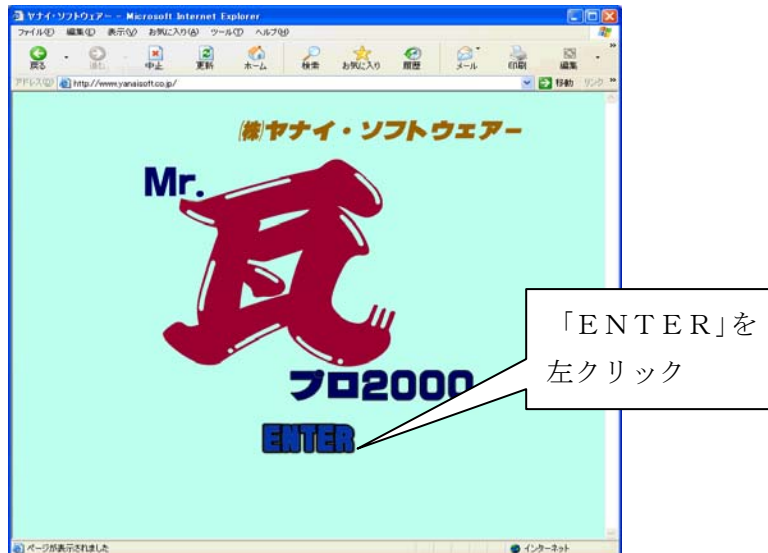 ヤナイ・ソフトウェアー - Microsoft Internet Explorer
ファイル(F) 編集(E) 表示(V) お気に入り(A) ツール(T) ヘルプ(H)
戻る 進む 中止 更新 ホーム 検索 お気に入り 履歴 メール 印刷 編集
アドレス(D) http://www.yanaisoft.co.jp/ 移動 リンク
㈱ヤナイ・ソフトウェアー
Mr.
瓦
プロ2000
ENTER
「ＥＮＴＥＲ」を
左クリック
ページが表示されました インターネット